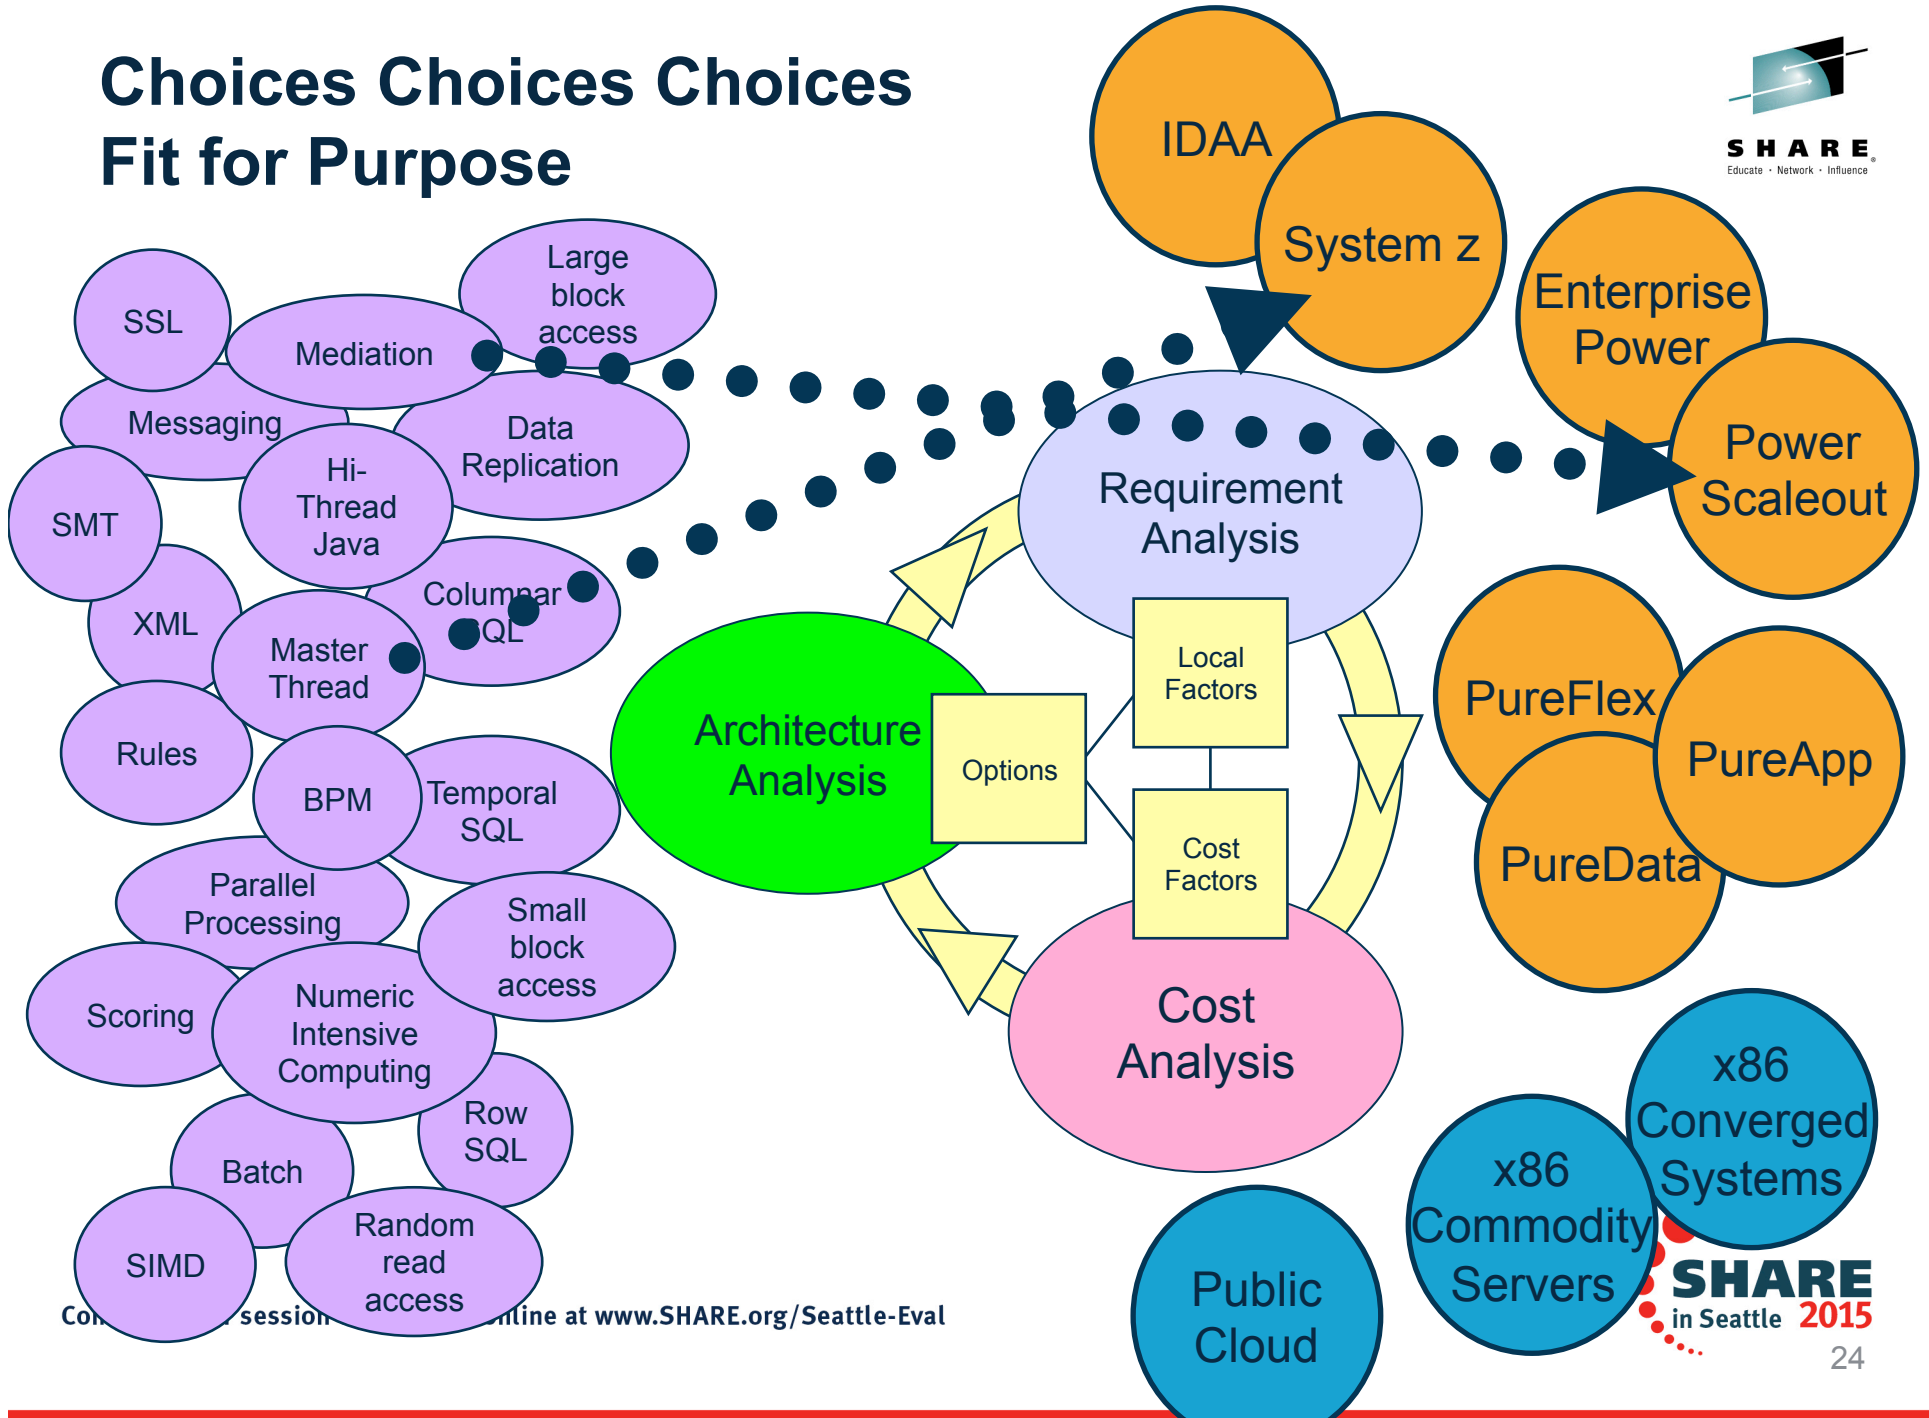 Choices Choices Choices
Fit for Purpose
SHARE
Educate · Network · Influence
IDAA
System z
Enterprise
Power
Power
Scaleout
Large
block
access
SSL
Mediation
Messaging
Data
Replication
Hi-
Thread
Java
SMT
Columnar
SQL
XML
Master
Thread
Rules
BPM
Temporal
SQL
Parallel
Processing
Small
block
access
Scoring
Numeric
Intensive
Computing
Row
SQL
Batch
SIMD
Random
read
access
Requirement
Analysis
Local
Factors
Architecture
Analysis
Options
Cost
Factors
Cost
Analysis
PureFlex
PureApp
PureData
x86
Converged
Systems
x86
Commodity
Servers
Public
Cloud
session at www.SHARE.org/Seattle-Eval
SHARE
in Seattle 2015
24